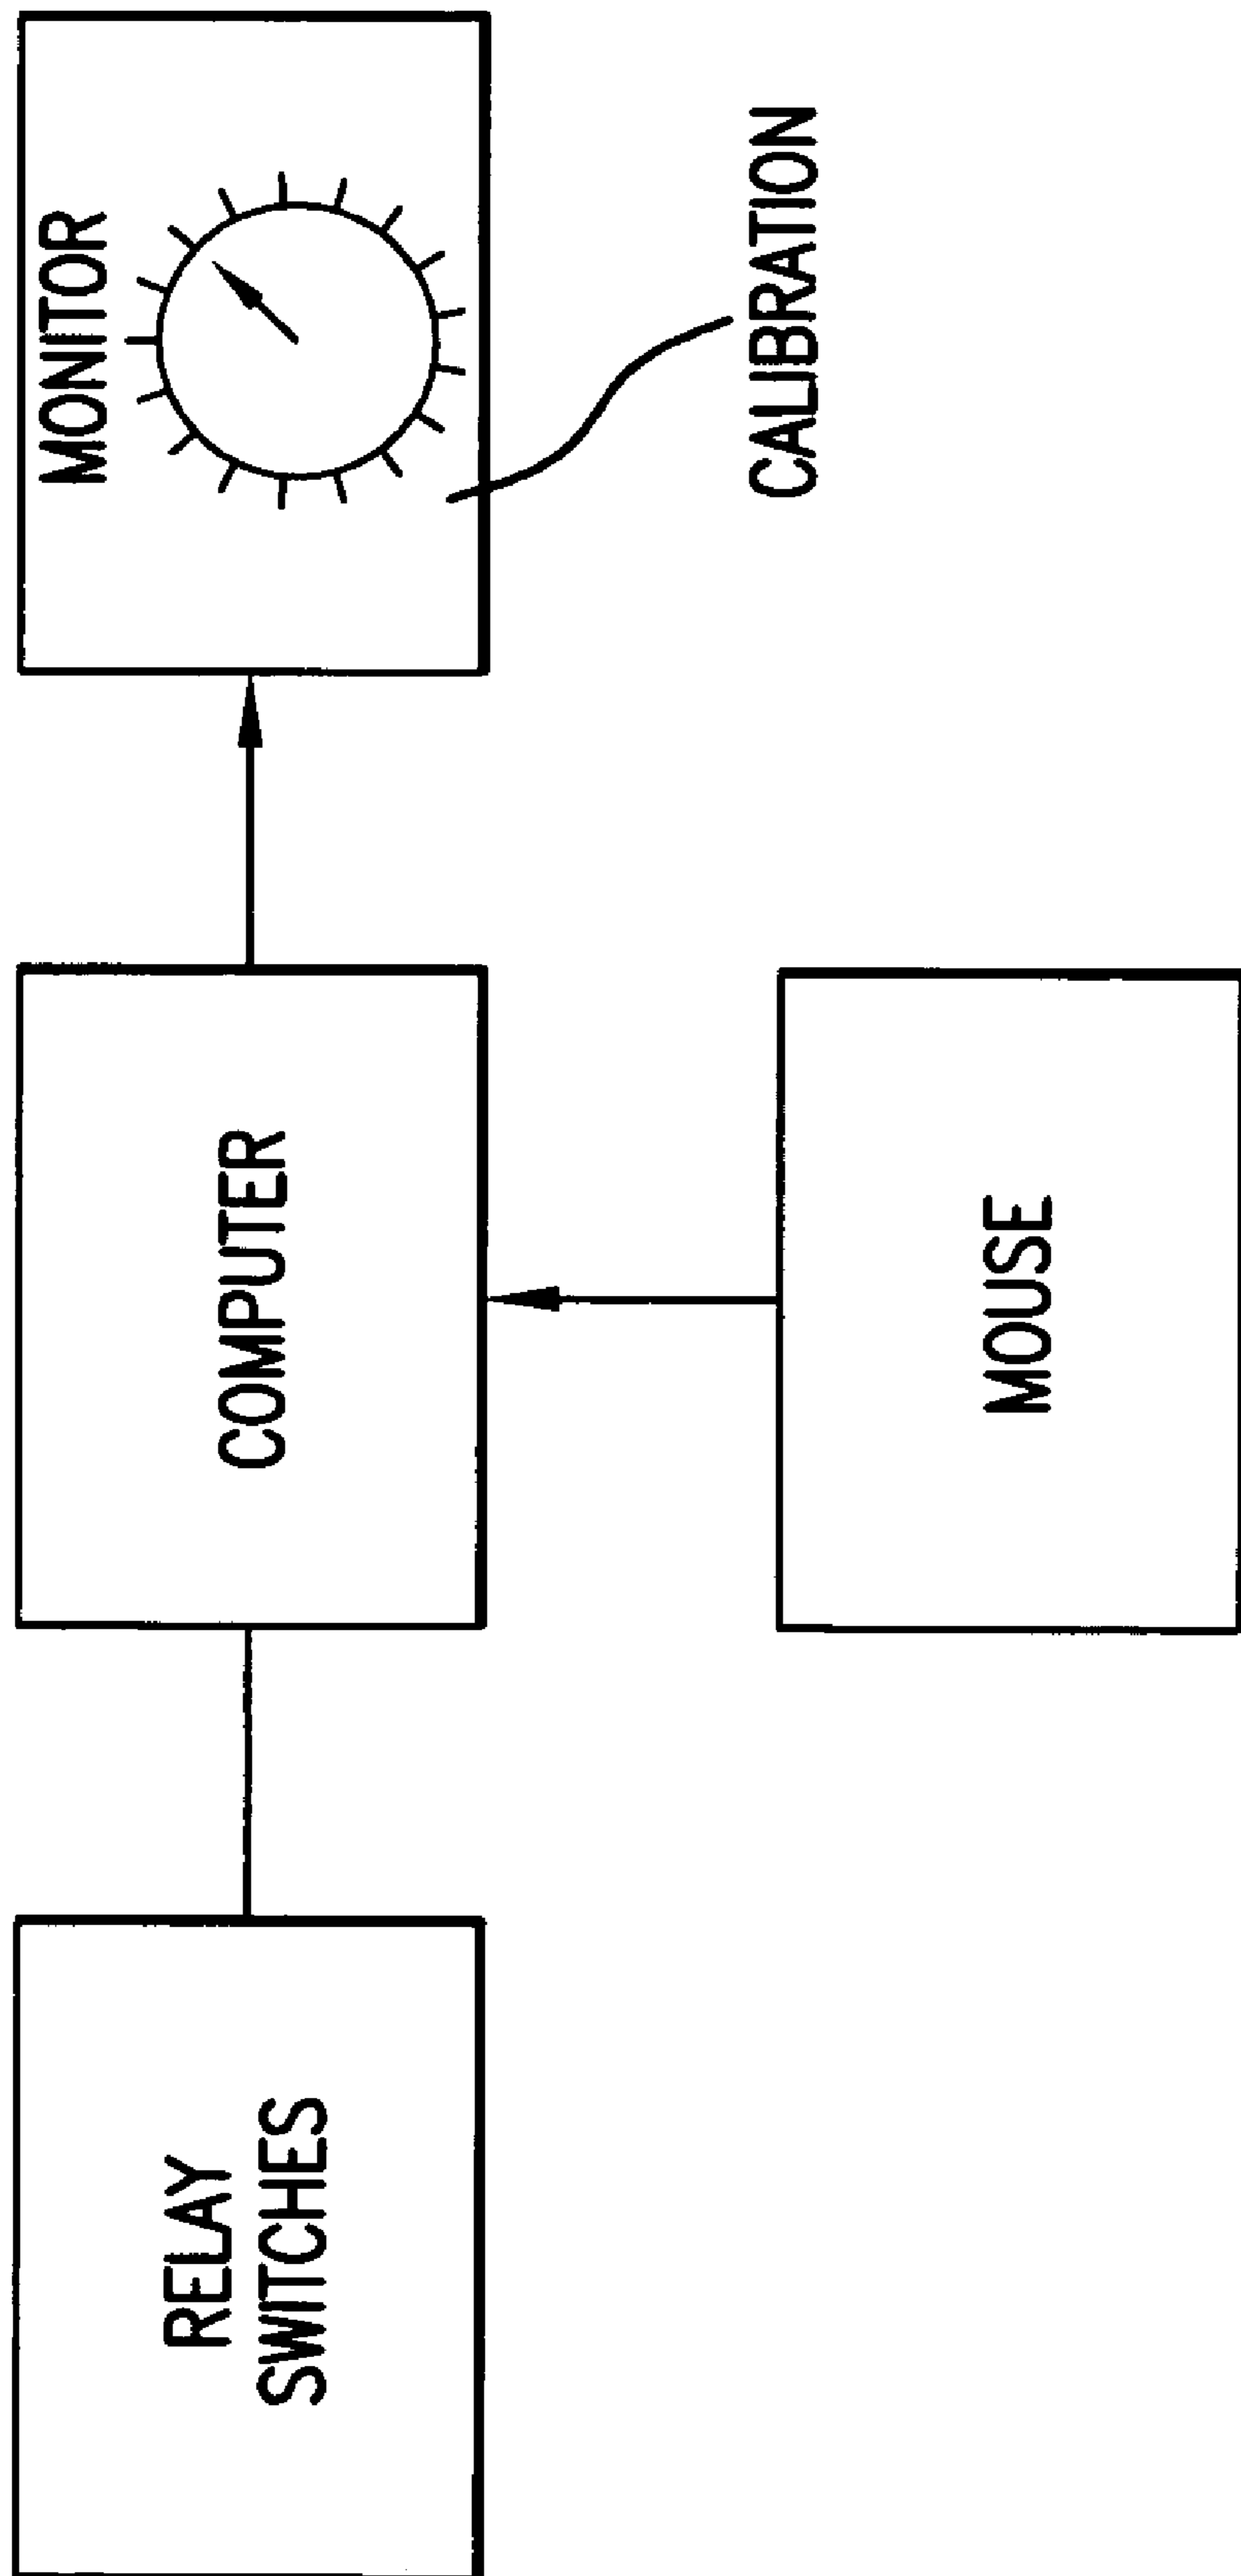 RELAY
SWITCHES
COMPUTER
MONITOR
CALIBRATION
MOUSE